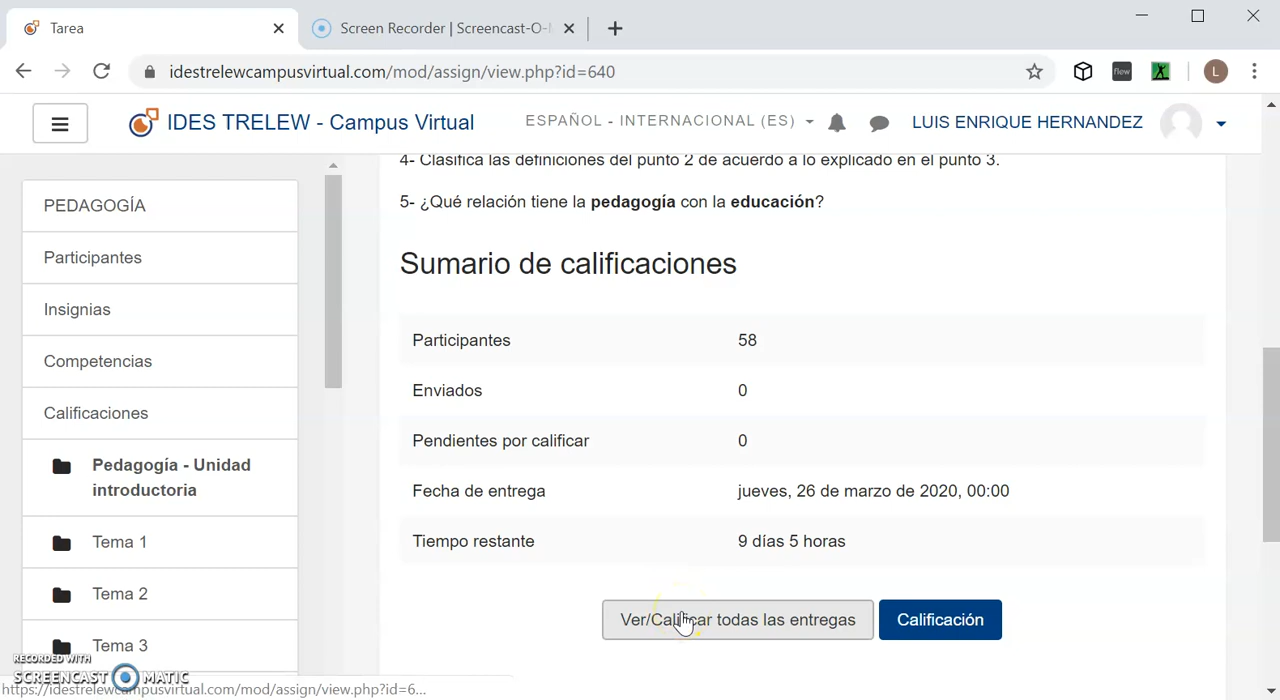 Tarea
Screen Recorder | Screencast-O-
idestrelewcampusvirtual.com/mod/assign/view.php?id=640
flow
L
IDES TRELEW - Campus Virtual
ESPAÑOL - INTERNACIONAL (ES)
LUIS ENRIQUE HERNANDEZ
4- Clasifica las definiciones del punto 2 de acuerdo a lo explicado en el punto 3.
5- ¿Qué relación tiene la pedagogía con la educación?
PEDAGOGÍA
Participantes
Insignias
Competencias
Calificaciones
Pedagogía - Unidad
introductoria
Tema 1
Tema 2
Tema 3
Sumario de calificaciones
Participantes 58
Enviados 0
Pendientes por calificar 0
Fecha de entrega jueves, 26 de marzo de 2020, 00:00
Tiempo restante 9 días 5 horas
Ver/Calificar todas las entregas
Calificación
RECORDED WITH
SCREENCAST MATIC
https://idestrelewcampusvirtual.com/mod/assign/view.php?id=6...